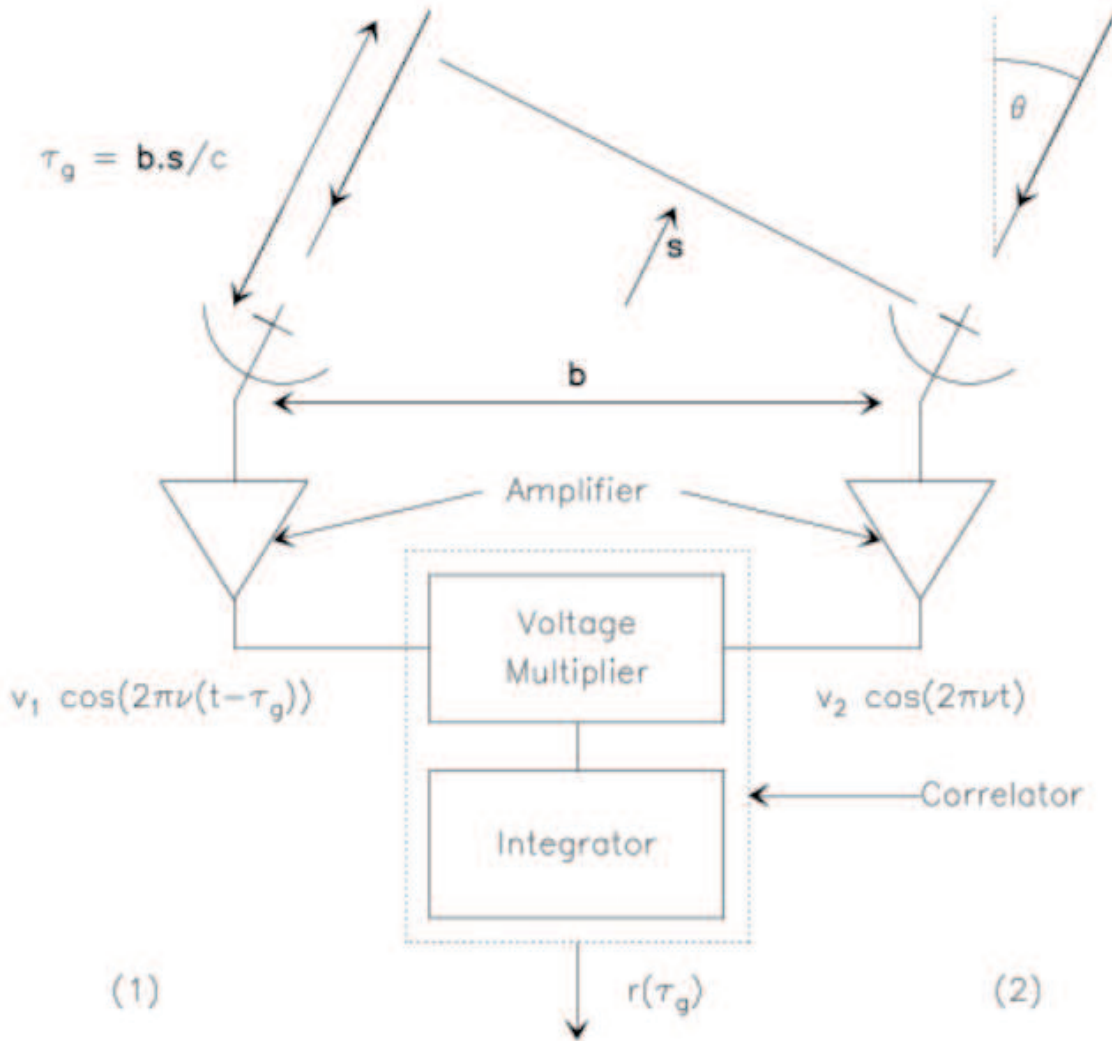 θ
τg = b.s/c
s
b
Amplifier
Voltage
Multiplier
v1 cos(2πν(t−τg))
v2 cos(2πνt)
Correlator
Integrator
(1)
r(τg)
(2)